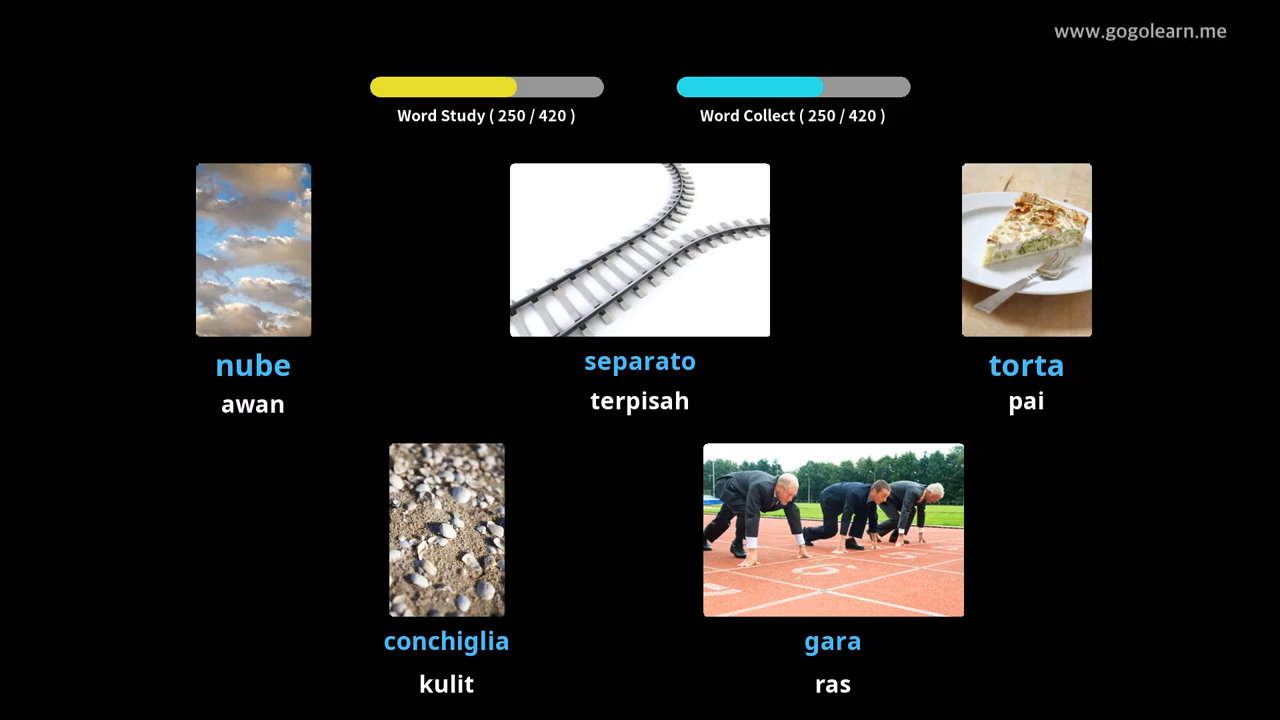 www.gogolearn.me
Word Study ( 250 / 420 )
Word Collect ( 250 / 420 )
nube
awan
separato
terpisah
torta
pai
conchiglia
kulit
gara
ras